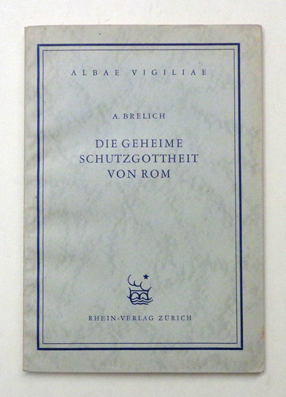 ALBAE VIGILIAE
A. BRELICH
DIE GEHEIME
SCHUTZGOTTHEIT
VON ROM
RHEIN-VERLAG ZÜRICH